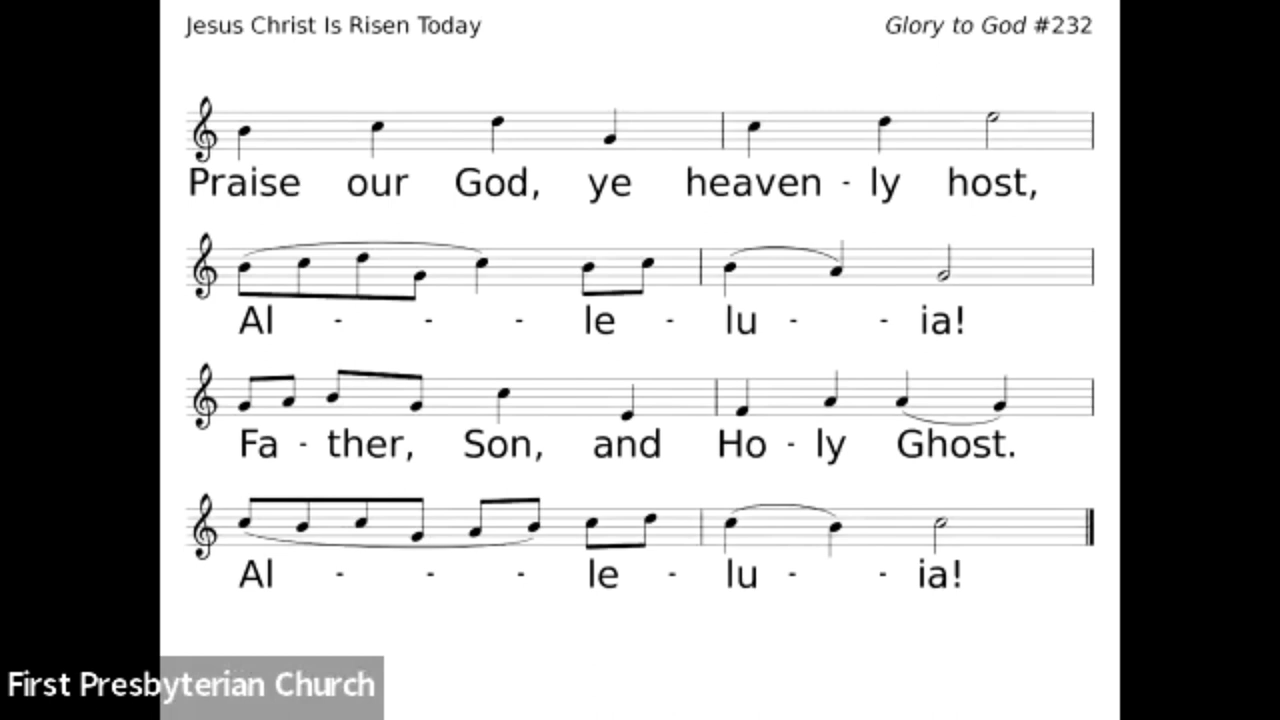 Jesus Christ Is Risen Today Glory to God #232
Praise our God, ye heaven - ly host,
Al - - - le - lu - - ia!
Fa - ther, Son, and Ho - ly Ghost.
Al - - - le - lu - - ia!
First Presbyterian Church